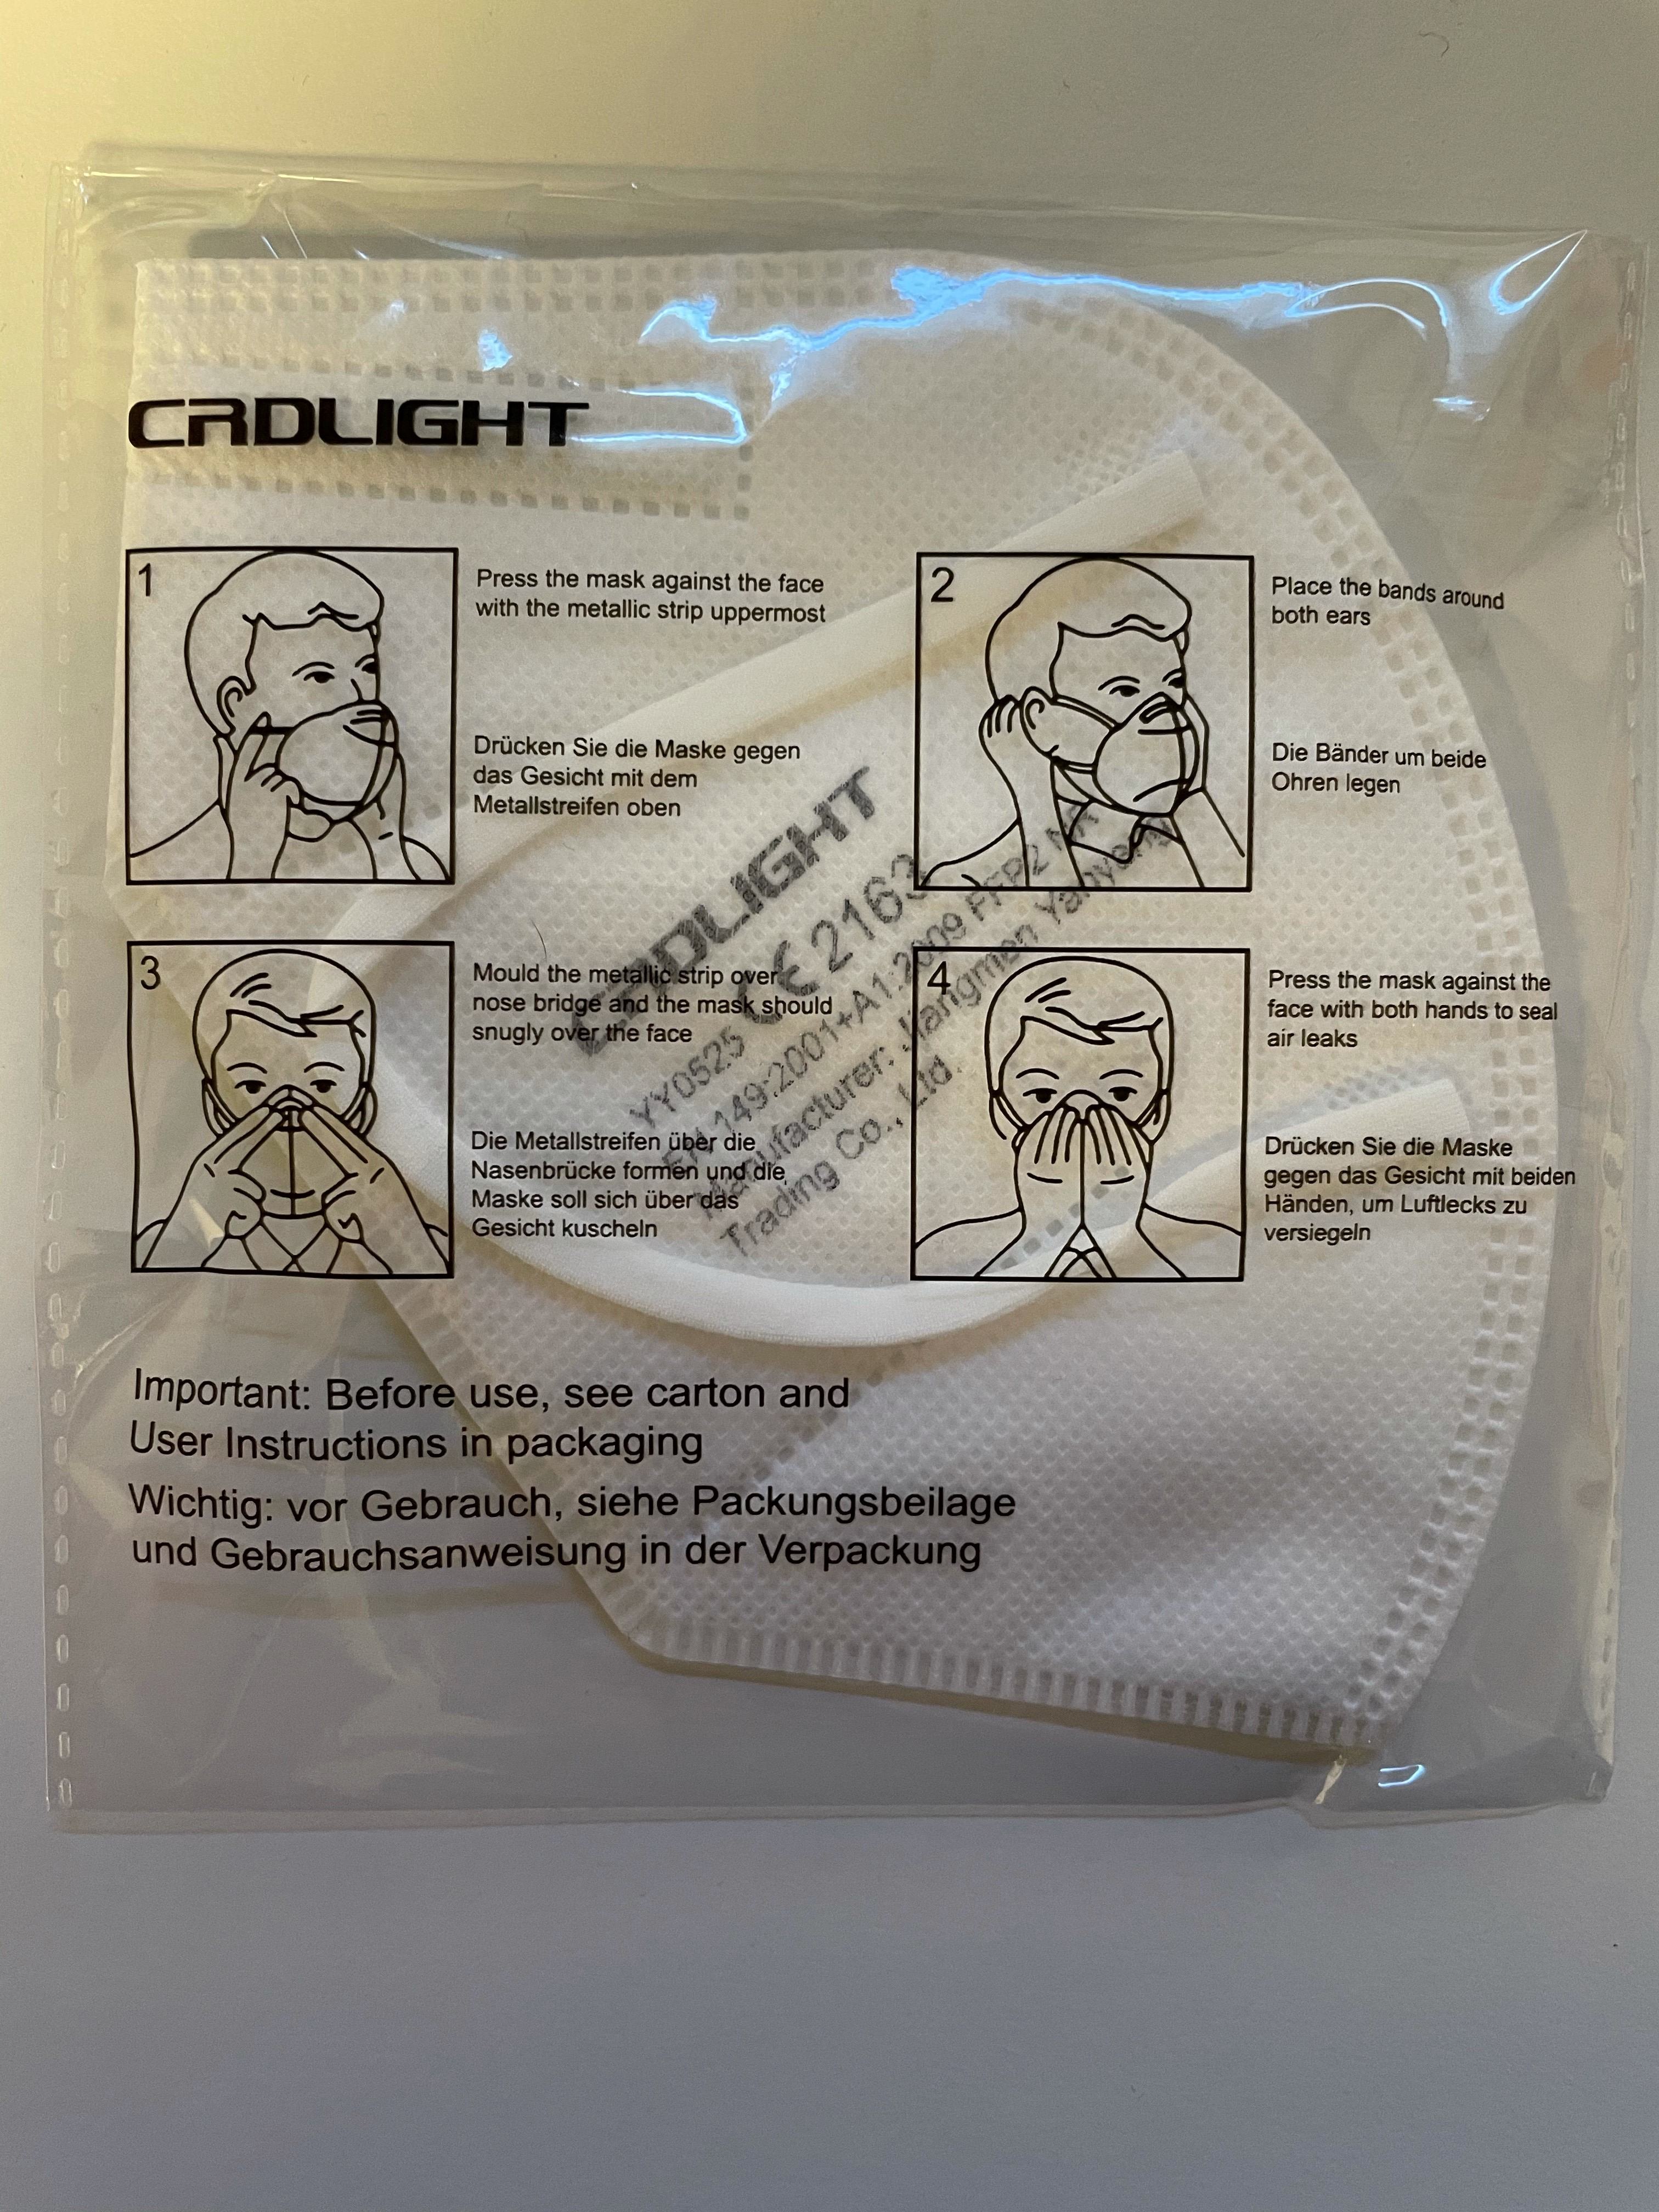 CRDLIGHT
1
Press the mask against the face
with the metallic strip uppermost
Drücken Sie die Maske gegen
das Gesicht mit dem
Metallstreifen oben
2
Place the bands around
both ears
Die Bänder um beide
Ohren legen
3
Mould the metallic strip over
nose bridge and the mask should
snugly over the face
Die Metallstreifen über die
Nasenbrücke formen und die
Maske soll sich über das
Gesicht kuscheln
4
Press the mask against the
face with both hands to seal
air leaks
Drücken Sie die Maske
gegen das Gesicht mit beiden
Händen, um Luftlecks zu
versiegeln
CRDLIGHT
YY0525 CE 2163
EN 149:2001+A1:2009 FFP2 NR
Manufacturer: Jiangmen Yanyeng
Trading Co., Ltd.
Important: Before use, see carton and
User Instructions in packaging
Wichtig: vor Gebrauch, siehe Packungsbeilage
und Gebrauchsanweisung in der Verpackung